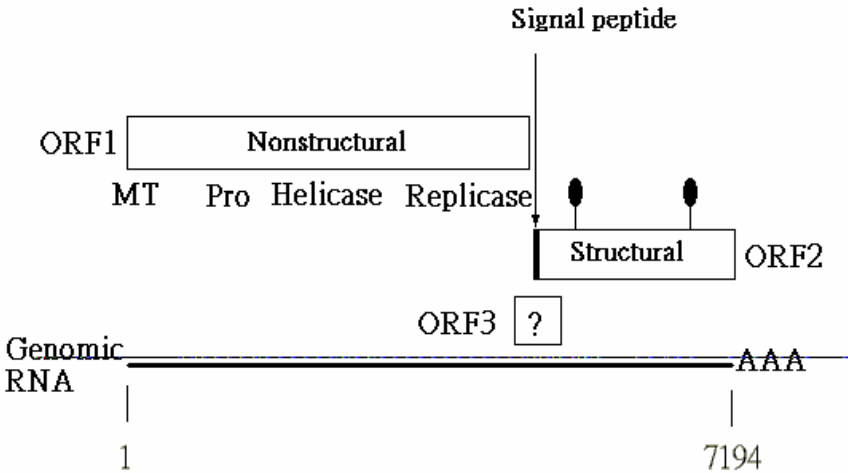 Signal peptide
ORF1
Nonstructural
MT Pro Helicase Replicase
Structural
ORF2
ORF3
?
Genomic
RNA
AAA
1
7194